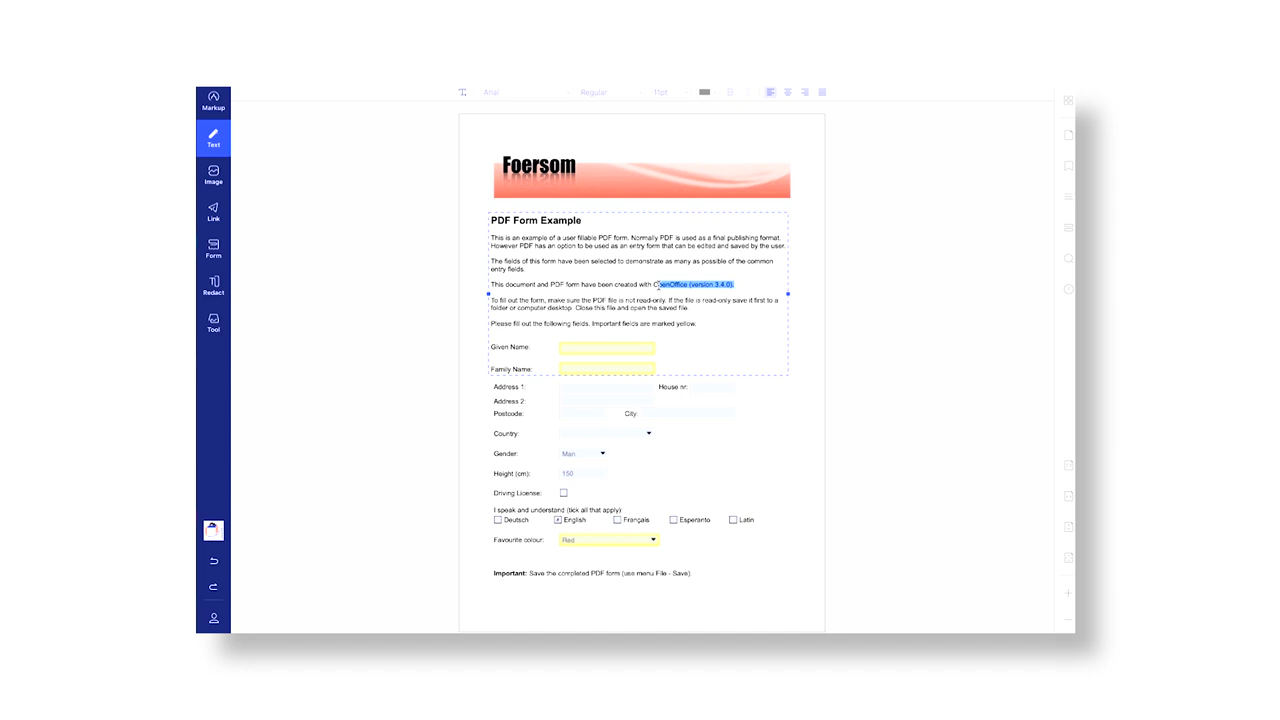 Markup
Text
Image
Link
Form
Redact
Tool
Arial Regular 11pt B I
Foersom
PDF Form Example
This is an example of a user fillable PDF form. Normally PDF is used as a final publishing format.
However PDF has an option to be used as an entry form that can be edited and saved by the user.
The fields of this form have been selected to demonstrate as many as possible of the common
entry fields.
This document and PDF form have been created with OpenOffice (version 3.4.0).
To fill out the form, make sure the PDF file is not read-only. If the file is read-only save it first to a
folder or computer desktop. Close this file and open the saved file.
Please fill out the following fields. Important fields are marked yellow.
Given Name:
Family Name:
Address 1: House nr:
Address 2:
Postcode: City:
Country:
Gender: Man
Height (cm): 150
Driving License:
I speak and understand (tick all that apply):
Deutsch English Français Esperanto Latin
Favourite colour: Red
Important: Save the completed PDF form (use menu File - Save).